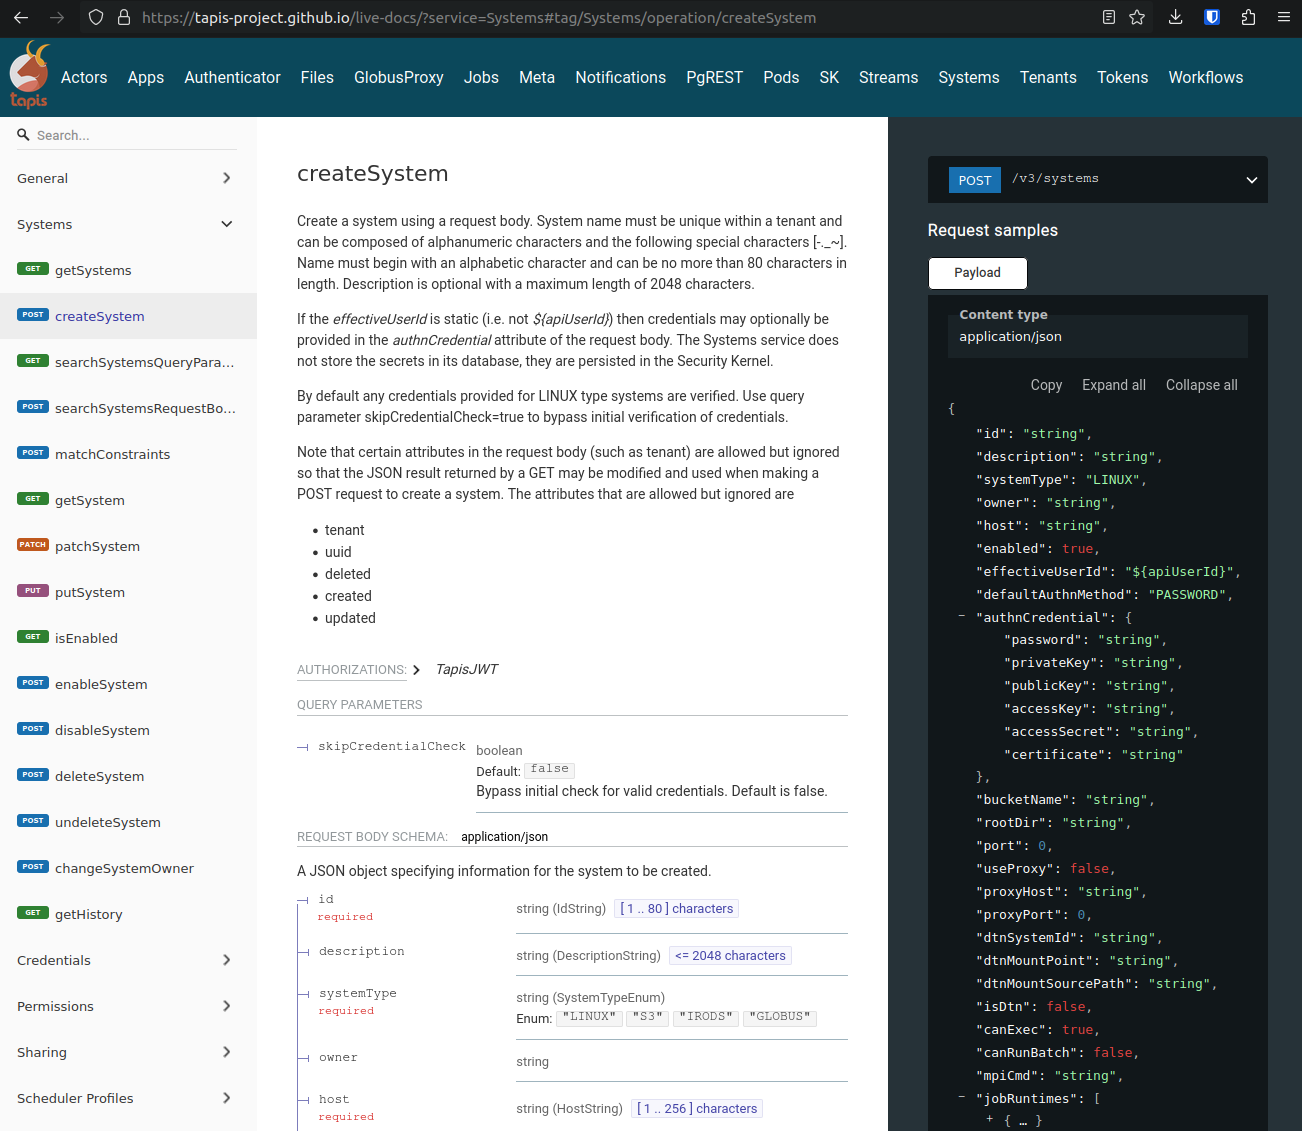 https://tapis-project.github.io/live-docs/?service=Systems#tag/Systems/operation/createSystem
tapis
Actors Apps Authenticator Files GlobusProxy Jobs Meta Notifications PgREST Pods SK Streams Systems Tenants Tokens Workflows
Search...
General
Systems
GET getSystems
POST createSystem
GET searchSystemsQueryPara...
POST searchSystemsRequestBo...
POST matchConstraints
GET getSystem
PATCH patchSystem
PUT putSystem
GET isEnabled
POST enableSystem
POST disableSystem
POST deleteSystem
POST undeleteSystem
POST changeSystemOwner
GET getHistory
Credentials
Permissions
Sharing
Scheduler Profiles
createSystem
Create a system using a request body. System name must be unique within a tenant and
can be composed of alphanumeric characters and the following special characters [-._~].
Name must begin with an alphabetic character and can be no more than 80 characters in
length. Description is optional with a maximum length of 2048 characters.
If the effectiveUserId is static (i.e. not ${apiUserId}) then credentials may optionally be
provided in the authnCredential attribute of the request body. The Systems service does
not store the secrets in its database, they are persisted in the Security Kernel.
By default any credentials provided for LINUX type systems are verified. Use query
parameter skipCredentialCheck=true to bypass initial verification of credentials.
Note that certain attributes in the request body (such as tenant) are allowed but ignored
so that the JSON result returned by a GET may be modified and used when making a
POST request to create a system. The attributes that are allowed but ignored are
• tenant
• uuid
• deleted
• created
• updated
AUTHORIZATIONS: TapisJWT
QUERY PARAMETERS
skipCredentialCheck boolean
Default: false
Bypass initial check for valid credentials. Default is false.
REQUEST BODY SCHEMA: application/json
A JSON object specifying information for the system to be created.
id
required
string (IdString) [ 1 .. 80 ] characters
description string (DescriptionString) <= 2048 characters
systemType
required
string (SystemTypeEnum)
Enum: "LINUX" "S3" "IRODS" "GLOBUS"
owner string
host
required
string (HostString) [ 1 .. 256 ] characters
POST /v3/systems
Request samples
Payload
Content type
application/json
Copy Expand all Collapse all
{
"id": "string",
"description": "string",
"systemType": "LINUX",
"owner": "string",
"host": "string",
"enabled": true,
"effectiveUserId": "${apiUserId}",
"defaultAuthnMethod": "PASSWORD",
− "authnCredential": {
"password": "string",
"privateKey": "string",
"publicKey": "string",
"accessKey": "string",
"accessSecret": "string",
"certificate": "string"
},
"bucketName": "string",
"rootDir": "string",
"port": 0,
"useProxy": false,
"proxyHost": "string",
"proxyPort": 0,
"dtnSystemId": "string",
"dtnMountPoint": "string",
"dtnMountSourcePath": "string",
"isDtn": false,
"canExec": true,
"canRunBatch": false,
"mpiCmd": "string",
− "jobRuntimes": [
+ { … }